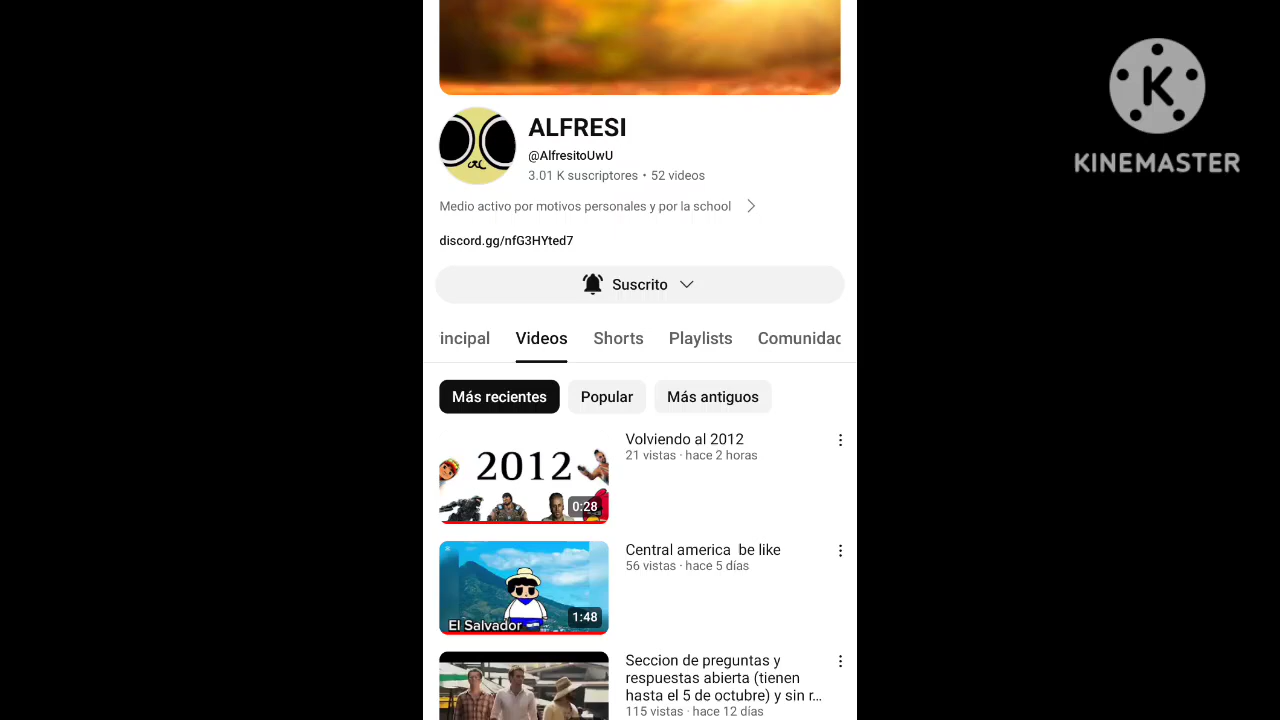 ALFRESI
@AlfresitoUwU
3.01 K suscriptores • 52 videos
Medio activo por motivos personales y por la school
discord.gg/nfG3HYted7
Suscrito
incipal Videos Shorts Playlists Comunidad
Más recientes Popular Más antiguos
2012
0:28
Volviendo al 2012
21 vistas · hace 2 horas
El Salvador
1:48
Central america be like
56 vistas · hace 5 días
Seccion de preguntas y
respuestas abierta (tienen
hasta el 5 de octubre) y sin r...
115 vistas · hace 12 días
K
KINEMASTER